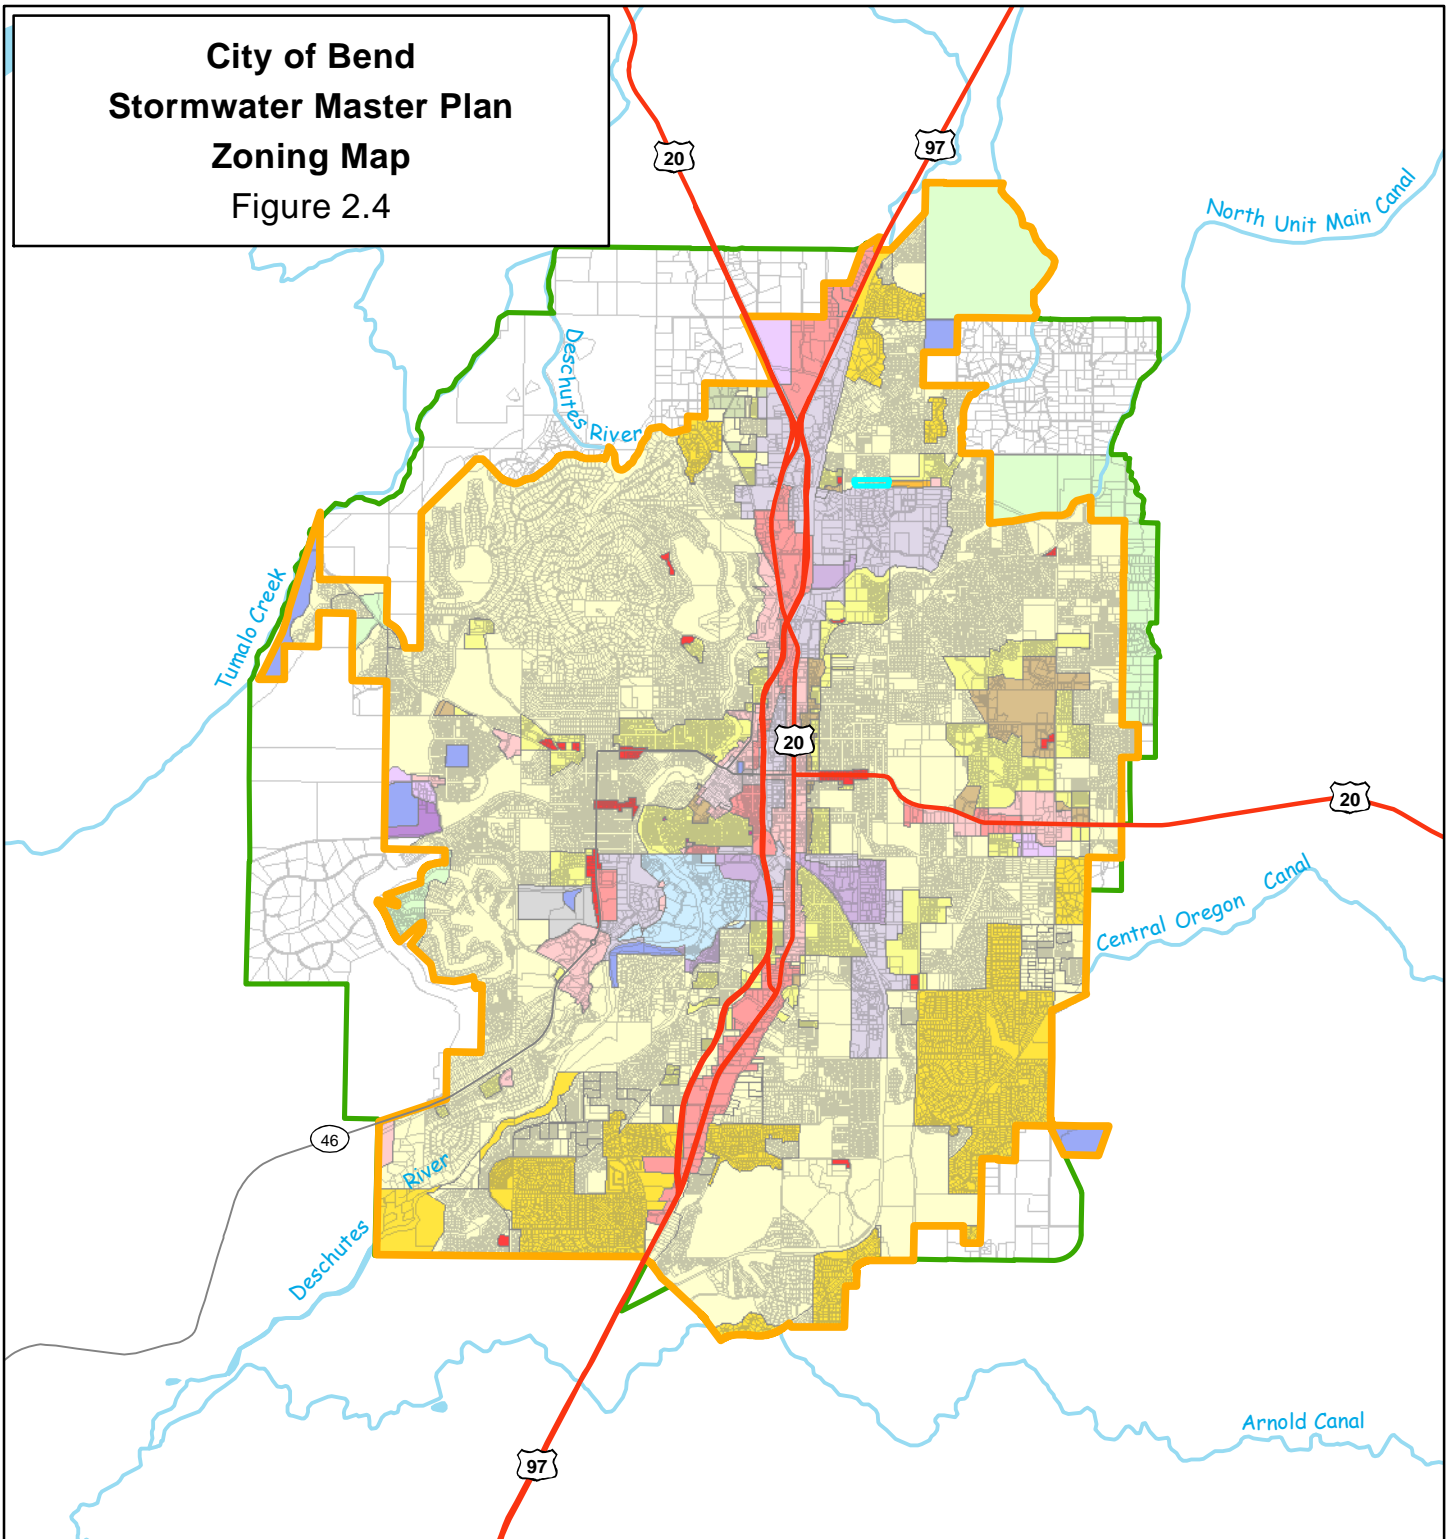 City of Bend
Stormwater Master Plan
Zoning Map
Figure 2.4
20
97
North Unit Main Canal
Deschutes River
Tumalo Creek
20
20
Central Oregon Canal
46
River
Deschutes
Arnold Canal
97